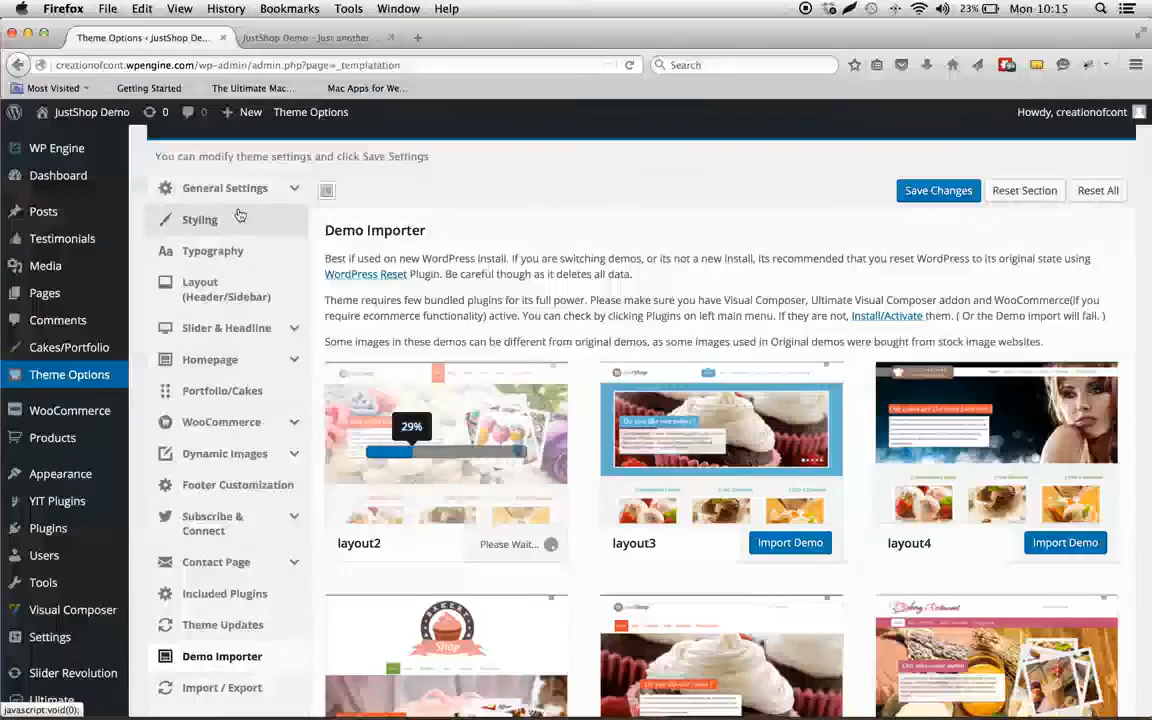 Firefox File Edit View History Bookmarks Tools Window Help 23% Mon 10:15
Theme Options ‹ JustShop De... × JustShop Demo – Just another ... × +
creationofcont.wpengine.com/wp-admin/admin.php?page=_templatation Search
Most Visited Getting Started The Ultimate Mac... Mac Apps for We...
JustShop Demo 0 0 + New Theme Options Howdy, creationofcont
WP Engine
Dashboard
Posts
Testimonials
Media
Pages
Comments
Cakes/Portfolio
Theme Options
WooCommerce
Products
Appearance
YIT Plugins
Plugins
Users
Tools
Visual Composer
Settings
Slider Revolution
Ultimate
javascript:void(0);
You can modify theme settings and click Save Settings
General Settings
Styling
Typography
Layout
(Header/Sidebar)
Slider & Headline
Homepage
Portfolio/Cakes
WooCommerce
Dynamic Images
Footer Customization
Subscribe &
Connect
Contact Page
Included Plugins
Theme Updates
Demo Importer
Import / Export
Save Changes Reset Section Reset All
Demo Importer
Best if used on new WordPress install. If you are switching demos, or its not a new install, its recommended that you reset WordPress to its original state using
WordPress Reset Plugin. Be careful though as it deletes all data.
Theme requires few bundled plugins for its full power. Please make sure you have Visual Composer, Ultimate Visual Composer addon and WooCommerce(if you
require ecommerce functionality) active. You can check by clicking Plugins on left main menu. If they are not, Install/Activate them. ( Or the Demo import will fail. )
Some images in these demos can be different from original demos, as some images used in Original demos were bought from stock image websites.
29%
layout2 Please Wait...
layout3 Import Demo
layout4 Import Demo
BAKERY
Shop